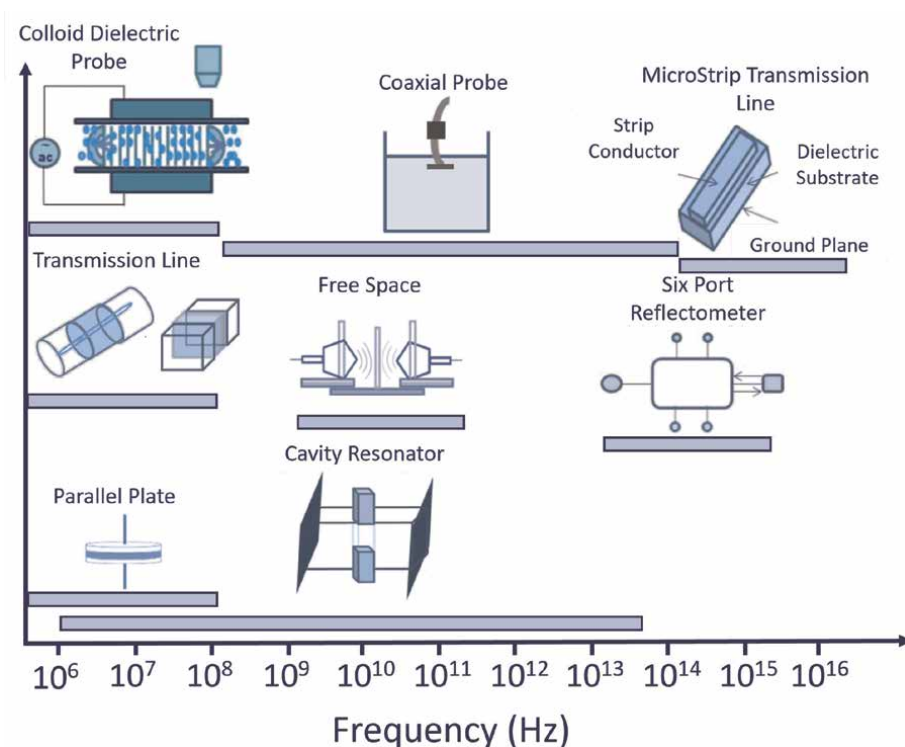 Colloid Dielectric
Probe
ac
Coaxial Probe
MicroStrip Transmission
Line
Strip
Conductor
Dielectric
Substrate
Ground Plane
Transmission Line
Free Space
Six Port
Reflectometer
Cavity Resonator
Parallel Plate
10⁶ 10⁷ 10⁸ 10⁹ 10¹⁰ 10¹¹ 10¹² 10¹³ 10¹⁴ 10¹⁵ 10¹⁶
Frequency (Hz)